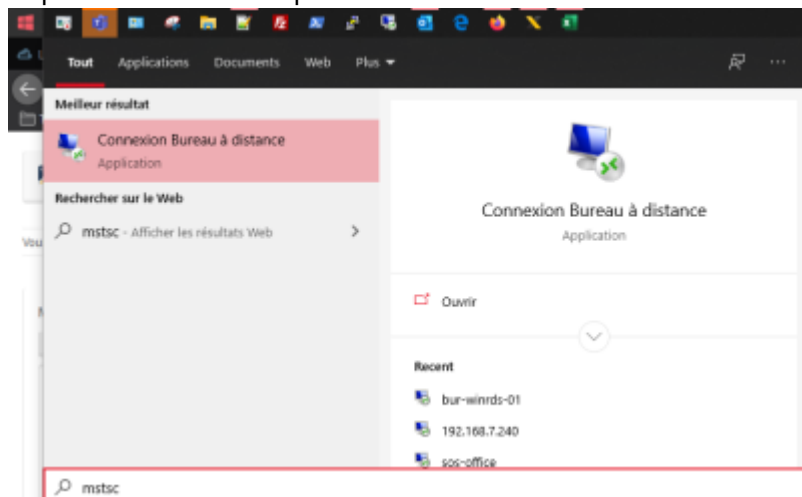 Tout Applications Documents Web Plus
Meilleur résultat
Connexion Bureau à distance
Application
Rechercher sur le Web
mstsc - Afficher les résultats Web
Connexion Bureau à distance
Application
Ouvrir
Recent
bur-winrds-01
192.168.7.240
sos-office
mstsc